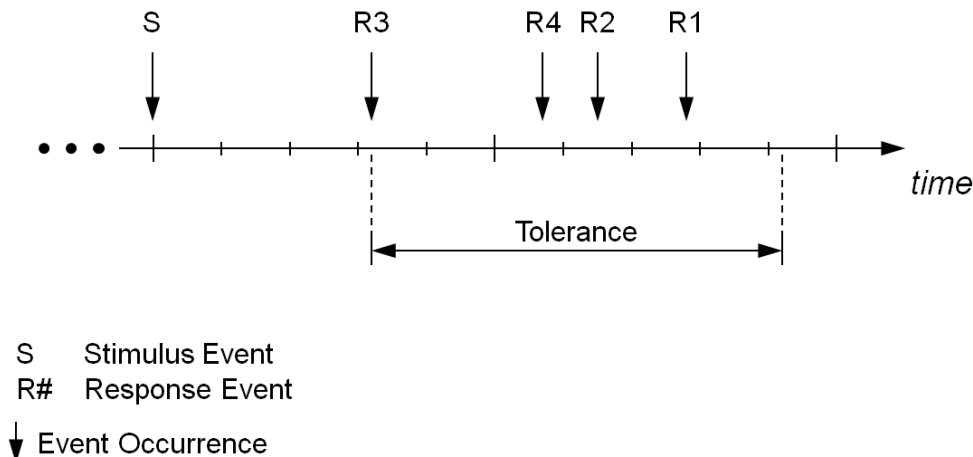 S R3 R4 R2 R1
time
Tolerance
S Stimulus Event
R# Response Event
Event Occurrence